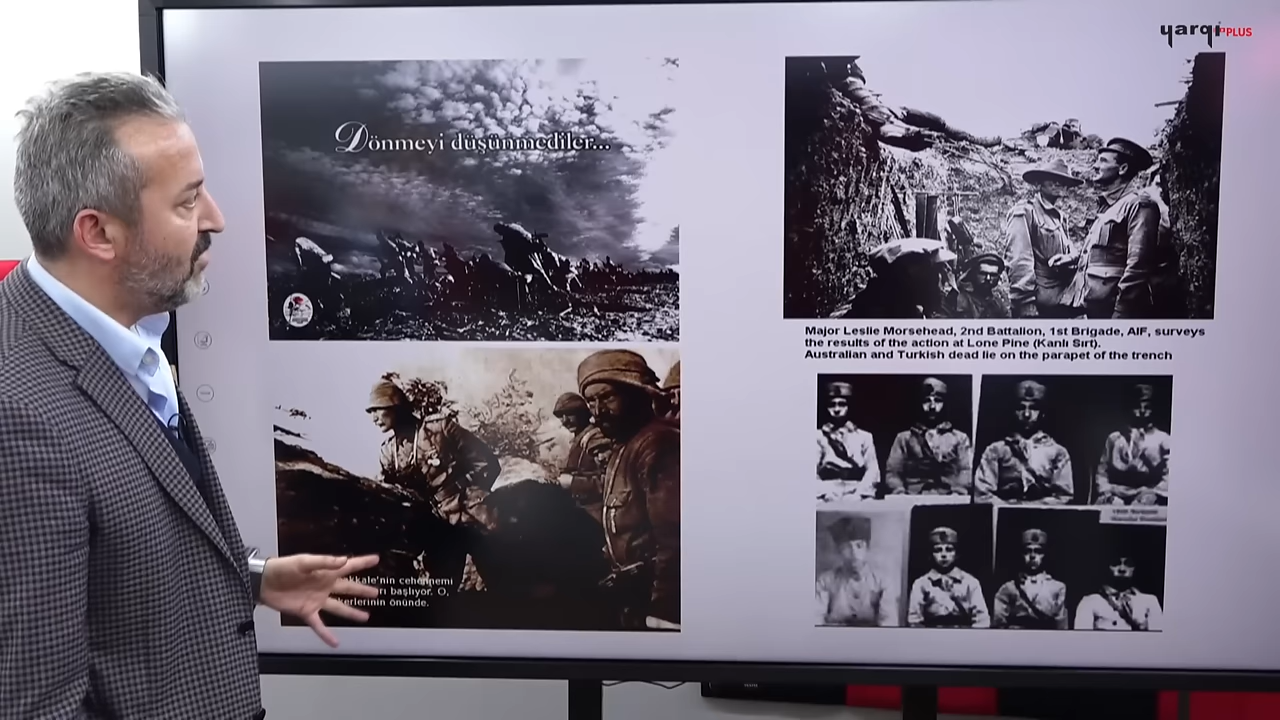 yargı PLUS
Dönmeyi düşünmediler...
Major Leslie Morsehead, 2nd Battalion, 1st Brigade, AIF, surveys
the results of the action at Lone Pine (Kanlı Sırt).
Australian and Turkish dead lie on the parapet of the trench
akkale'nin cehennemi
rı başlıyor. O,
kerlerinin önünde.